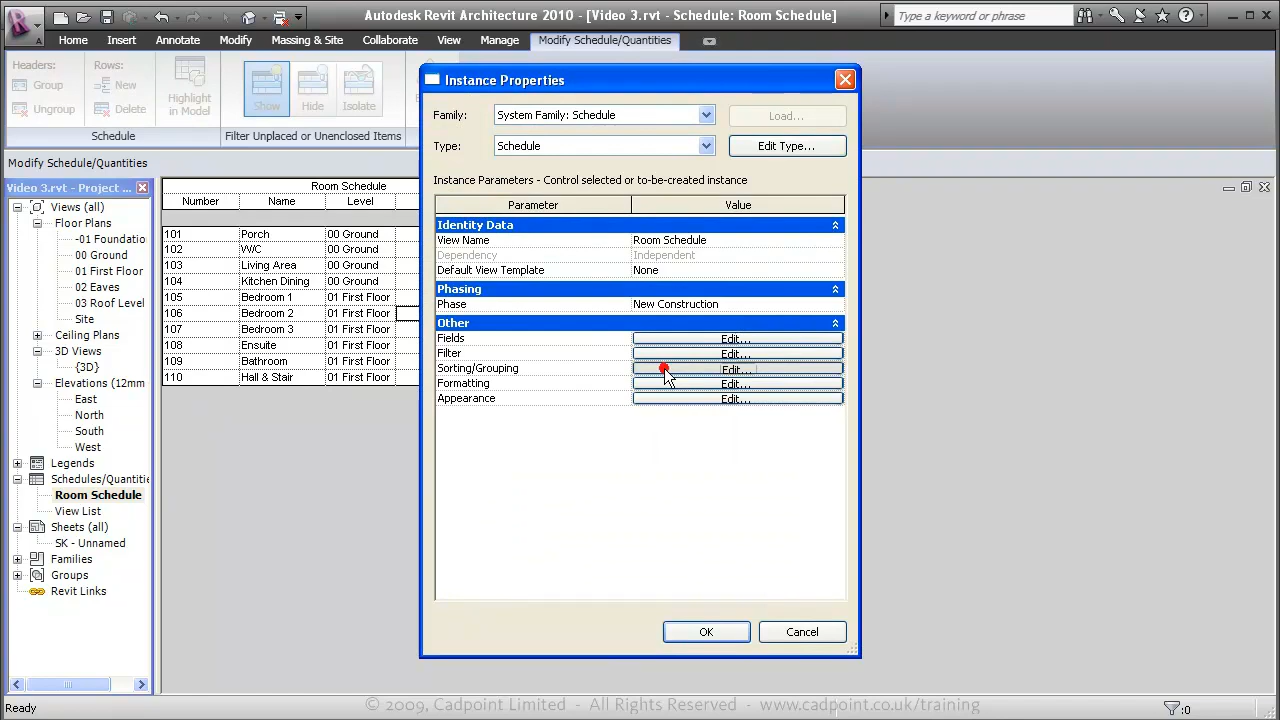 Autodesk Revit Architecture 2010 - [Video 3.rvt - Schedule: Room Schedule]
Type a keyword or phrase
Home Insert Annotate Modify Massing & Site Collaborate View Manage Modify Schedule/Quantities
Headers: Rows:
Group New
Ungroup Delete
Highlight in Model
Show Hide Isolate
Schedule Filter Unplaced or Unenclosed Items
Modify Schedule/Quantities
Video 3.rvt - Project ...
Views (all)
Floor Plans
-01 Foundatio
00 Ground
01 First Floor
02 Eaves
03 Roof Level
Site
Ceiling Plans
3D Views
{3D}
Elevations (12mm
East
North
South
West
Legends
Schedules/Quantitie
Room Schedule
View List
Sheets (all)
SK - Unnamed
Families
Groups
Revit Links
Room Schedule
Number Name Level
101 Porch 00 Ground
102 WC 00 Ground
103 Living Area 00 Ground
104 Kitchen Dining 00 Ground
105 Bedroom 1 01 First Floor
106 Bedroom 2 01 First Floor
107 Bedroom 3 01 First Floor
108 Ensuite 01 First Floor
109 Bathroom 01 First Floor
110 Hall & Stair 01 First Floor
Instance Properties
Family: System Family: Schedule Load...
Type: Schedule Edit Type...
Instance Parameters - Control selected or to-be-created instance
Parameter Value
Identity Data
View Name Room Schedule
Dependency Independent
Default View Template None
Phasing
Phase New Construction
Other
Fields Edit...
Filter Edit...
Sorting/Grouping Edit...
Formatting Edit...
Appearance Edit...
OK Cancel
Ready
© 2009, Cadpoint Limited - All Rights Reserved - www.cadpoint.co.uk/training
:0